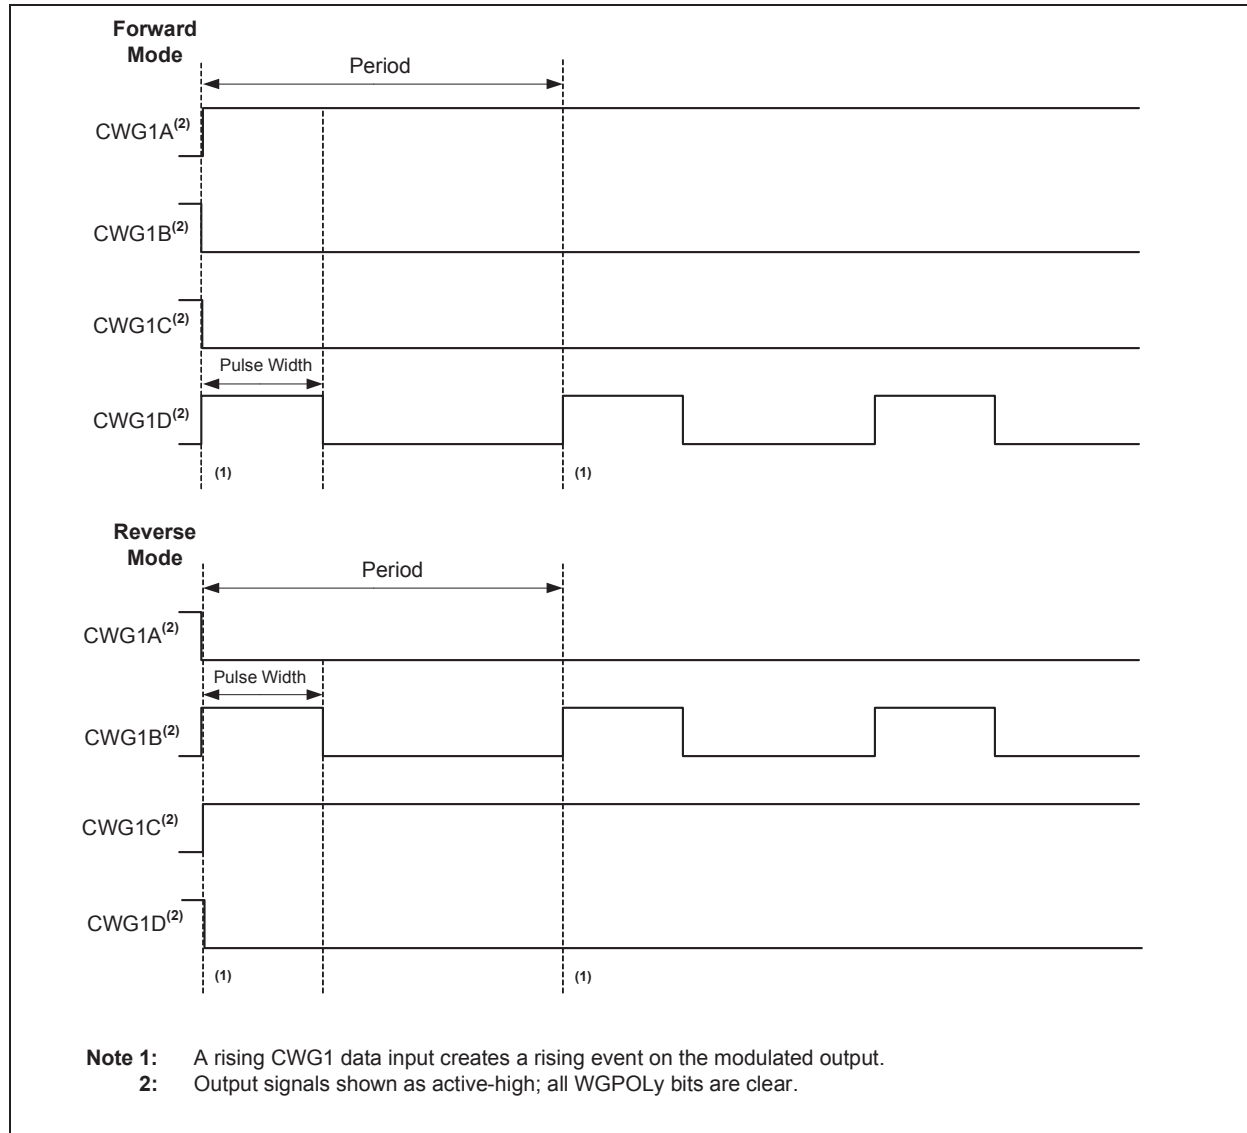 Forward
Mode
Period
CWG1A(2)
CWG1B(2)
CWG1C(2)
Pulse Width
CWG1D(2)
(1) (1)
Reverse
Mode
Period
CWG1A(2)
Pulse Width
CWG1B(2)
CWG1C(2)
CWG1D(2)
(1) (1)
Note 1: A rising CWG1 data input creates a rising event on the modulated output.
2: Output signals shown as active-high; all WGPOLy bits are clear.